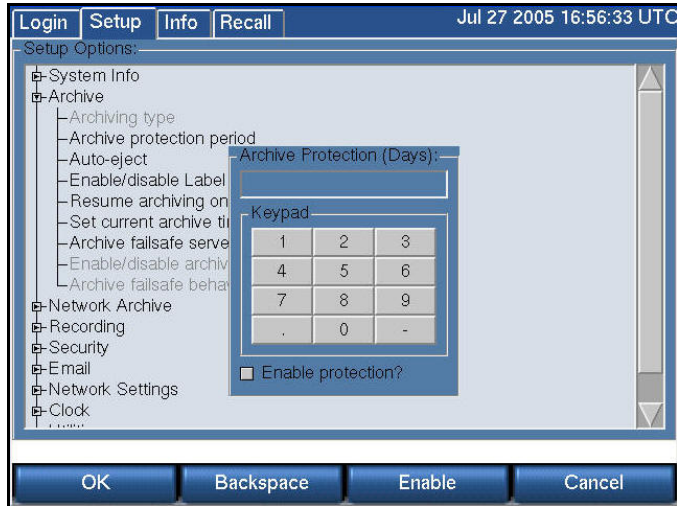 Login Setup Info Recall Jul 27 2005 16:56:33 UTC
Setup Options:
System Info
Archive
Archiving type
Archive protection period
Auto-eject
Enable/disable Label
Resume archiving on
Set current archive
Archive failsafe serve
Enable/disable archiv
Archive failsafe beha
Network Archive
Recording
Security
Email
Network Settings
Clock
Archive Protection (Days):
Keypad
1 2 3
4 5 6
7 8 9
. 0 -
Enable protection?
OK Backspace Enable Cancel